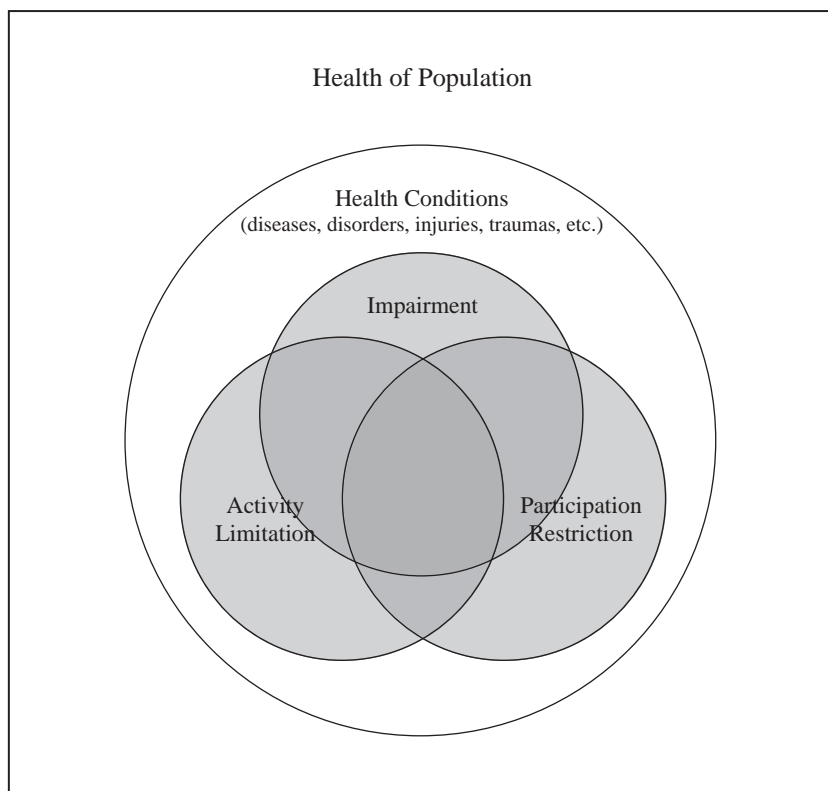 Health of Population
Health Conditions
(diseases, disorders, injuries, traumas, etc.)
Impairment
Activity
Limitation
Participation
Restriction